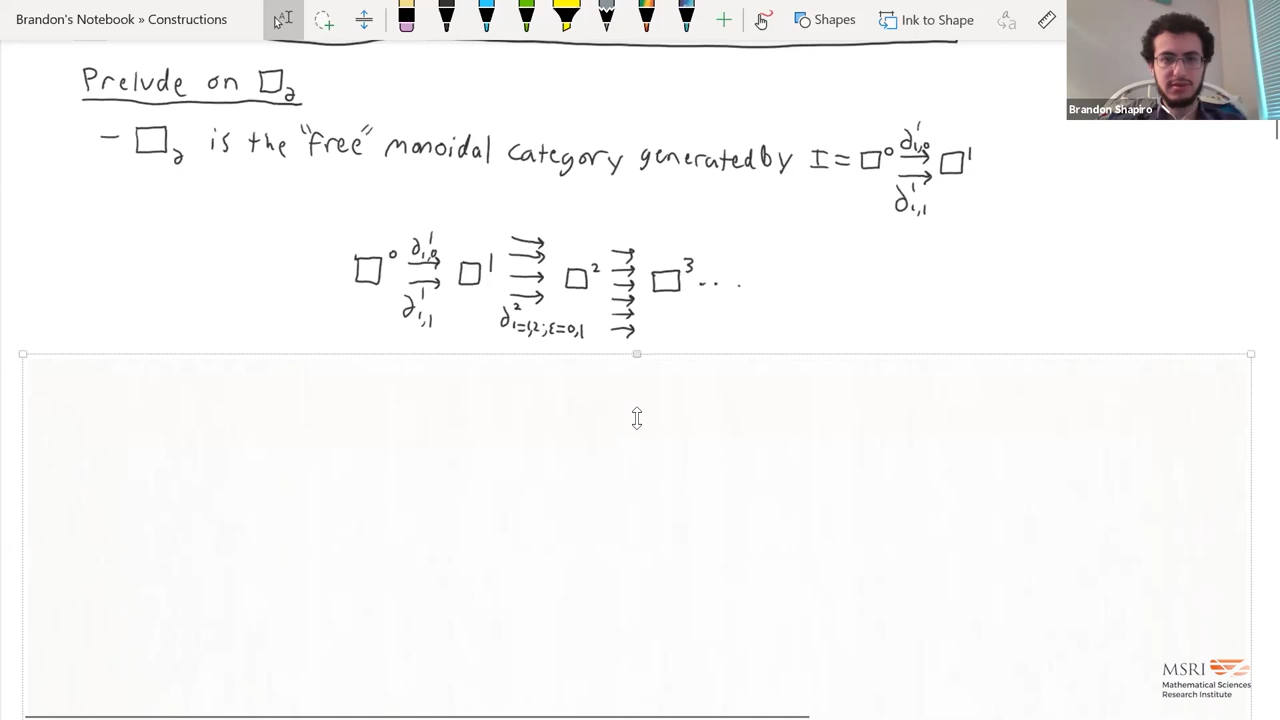 Brandon's Notebook » Constructions
Shapes
Ink to Shape
Brandon Shapiro
Prelude on □₂
- □₂ is the "free" monoidal category generated by I = □⁰ ∂¹₁,₀ ⇉ ∂¹₁,₁ □¹
□⁰ ∂¹₁,₀ ⇉ ∂¹₁,₁ □¹ → → → → ∂²ᵢ₌₁,₂;ε=0,1 □² → → → → → → □³ ....
MSRI
Mathematical Sciences
Research Institute